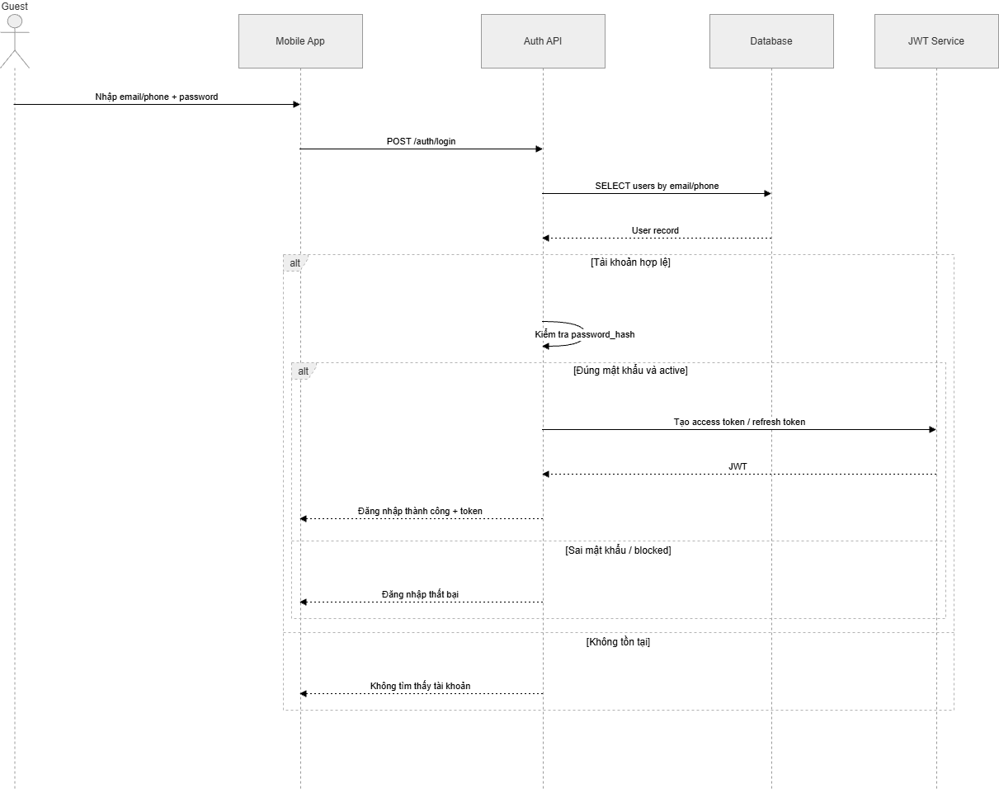 Guest
Mobile App
Auth API
Database
JWT Service
Nhập email/phone + password
POST /auth/login
SELECT users by email/phone
User record
alt
[Tài khoản hợp lệ]
Kiểm tra password_hash
alt
[Đúng mật khẩu và active]
Tạo access token / refresh token
JWT
Đăng nhập thành công + token
[Sai mật khẩu / blocked]
Đăng nhập thất bại
[Không tồn tại]
Không tìm thấy tài khoản